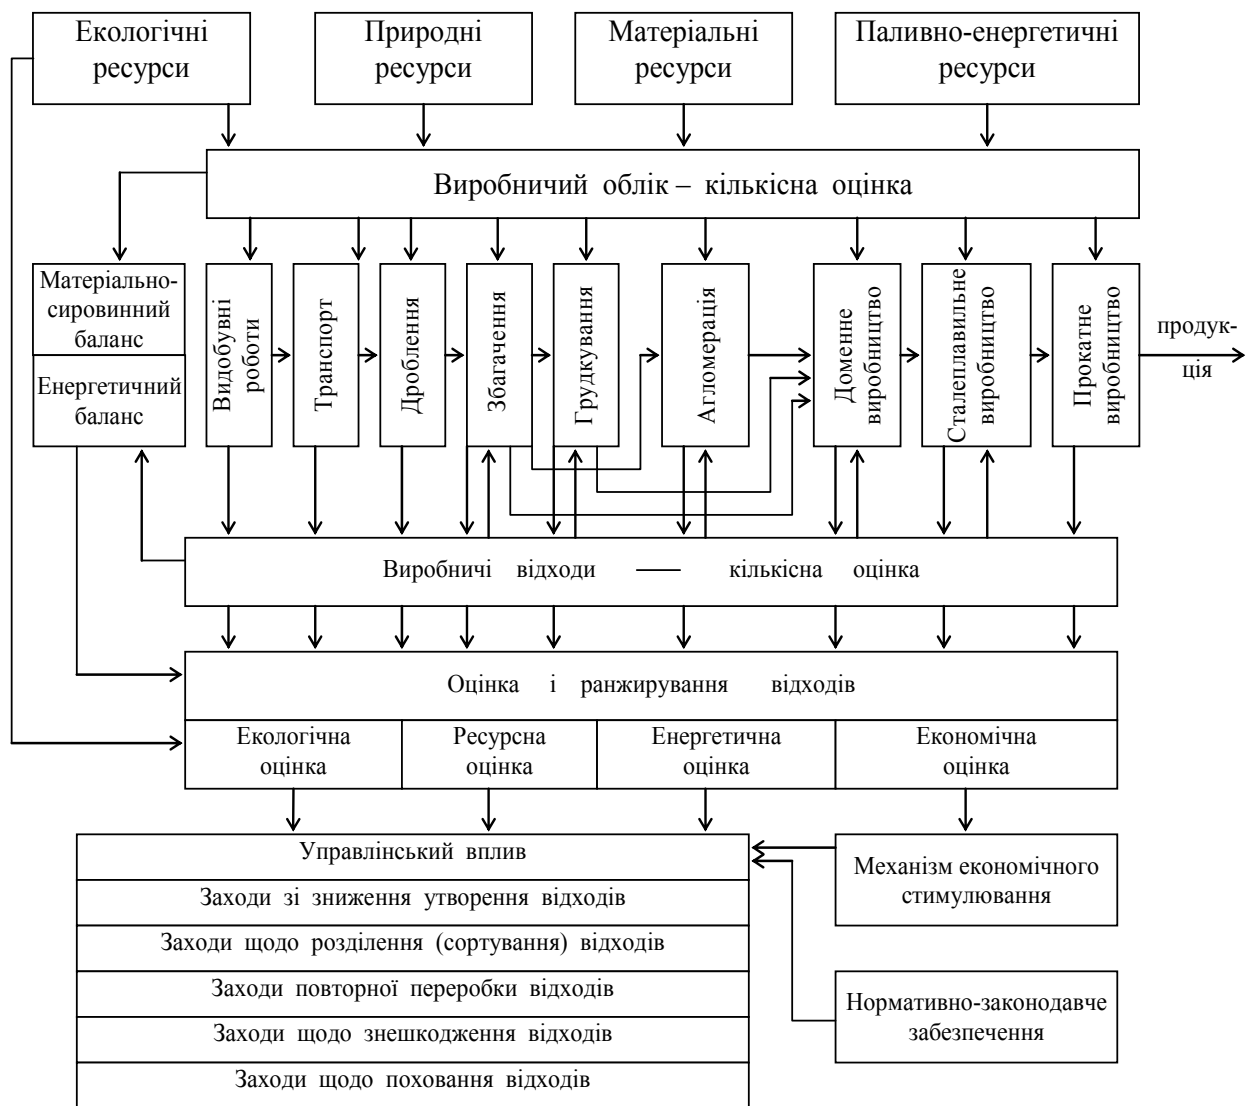 Екологічні
ресурси
Природні
ресурси
Матеріальні
ресурси
Паливно-енергетичні
ресурси
Виробничий облік – кількісна оцінка
Матеріально-
сировинний
баланс
Енергетичний
баланс
Видобувні
роботи
Транспорт
Дроблення
Збагачення
Грудкування
Агломерація
Доменне
виробництво
Сталеплавильне
виробництво
Прокатне
виробництво
продук-
ція
Виробничі відходи — кількісна оцінка
Оцінка і ранжирування відходів
Екологічна
оцінка
Ресурсна
оцінка
Енергетична
оцінка
Економічна
оцінка
Управлінський вплив
Заходи зі зниження утворення відходів
Заходи щодо розділення (сортування) відходів
Заходи повторної переробки відходів
Заходи щодо знешкодження відходів
Заходи щодо поховання відходів
Механізм економічного
стимулювання
Нормативно-законодавче
забезпечення